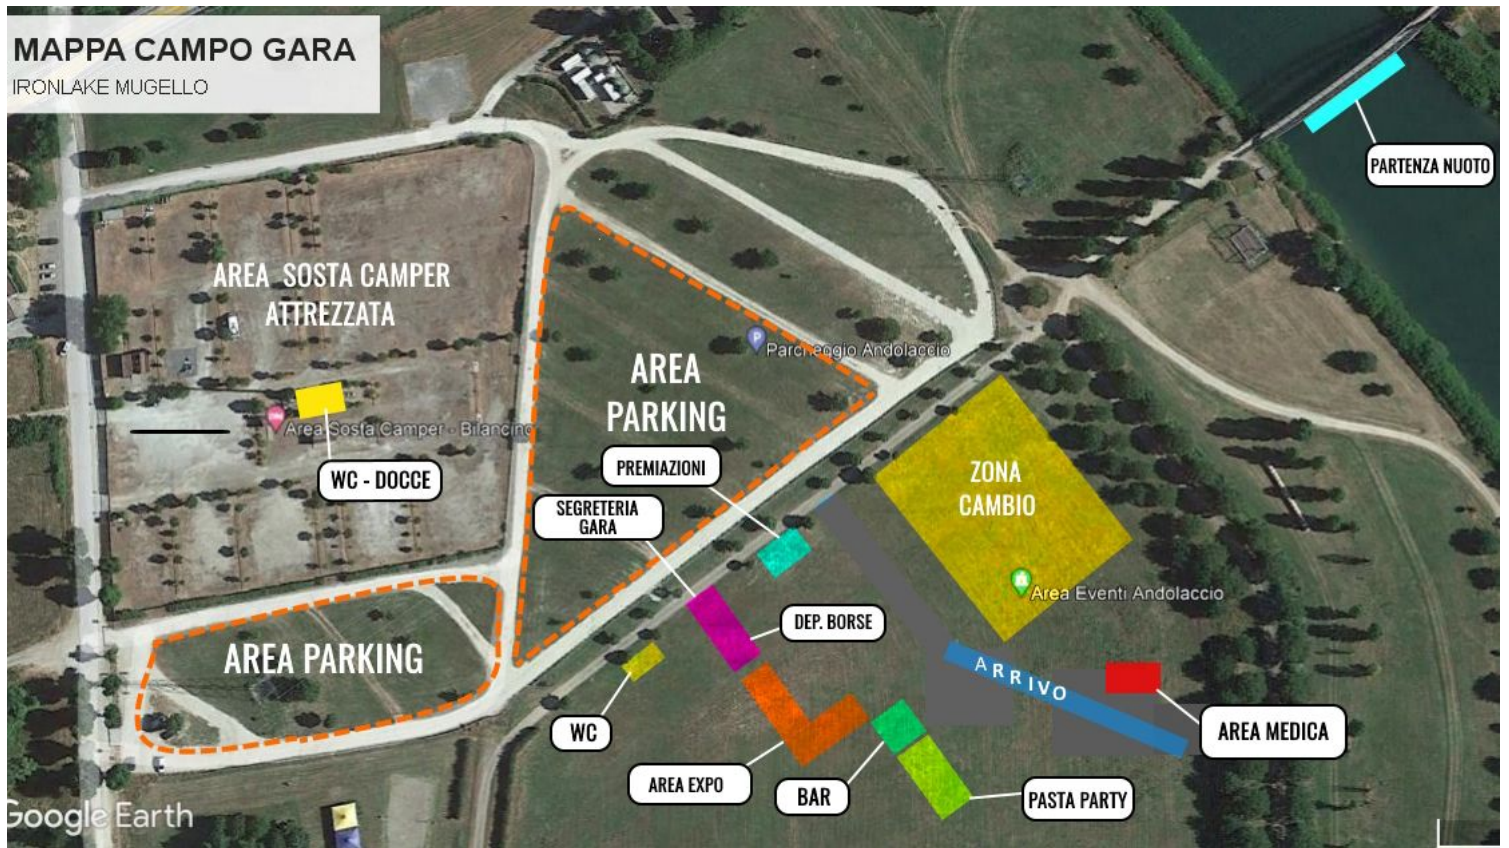 MAPPA CAMPO GARA
IRONLAKE MUGELLO
PARTENZA NUOTO
AREA SOSTA CAMPER
ATTREZZATA
Parcheggio Andolaccio
AREA
PARKING
Area Sosta Camper - Bilancino
WC - DOCCE
PREMIAZIONI
ZONA
CAMBIO
SEGRETERIA
GARA
Area Eventi Andolaccio
DEP. BORSE
AREA PARKING
ARRIVO
WC
AREA MEDICA
AREA EXPO
BAR
PASTA PARTY
Google Earth